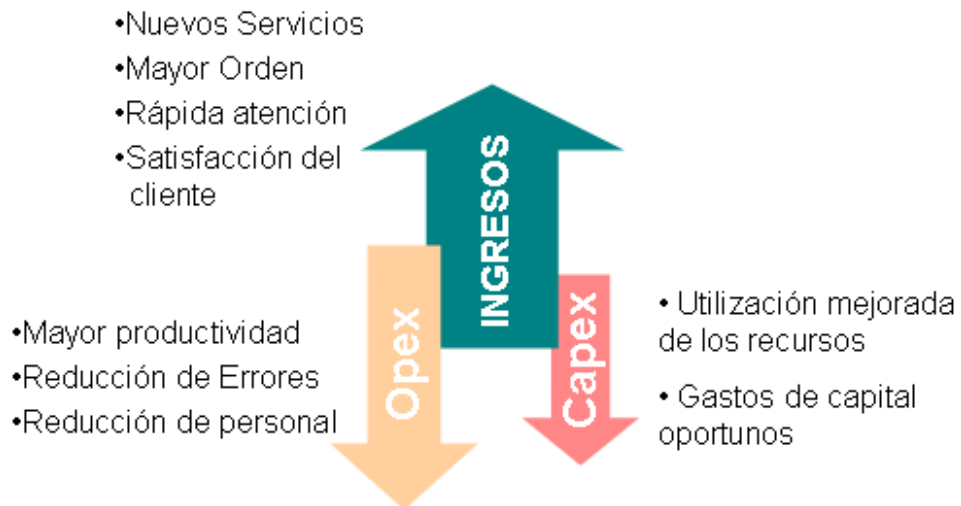 •Nuevos Servicios
•Mayor Orden
•Rápida atención
•Satisfacción del
cliente
INGRESOS
Opex
Capex
•Mayor productividad
•Reducción de Errores
•Reducción de personal
• Utilización mejorada
de los recursos
• Gastos de capital
oportunos